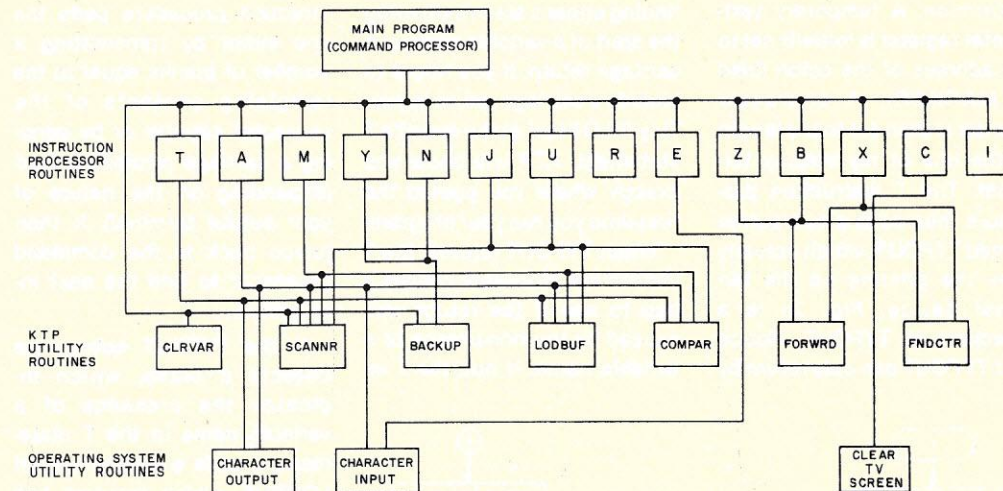 MAIN PROGRAM
(COMMAND PROCESSOR)
INSTRUCTION
PROCESSOR
ROUTINES
T A M Y N J U R E Z B X C I
K T P
UTILITY
ROUTINES
CLRVAR SCANNR BACKUP LODBUF COMPAR FORWRD FNDCTR
OPERATING SYSTEM
UTILITY ROUTINES
CHARACTER
OUTPUT
CHARACTER
INPUT
CLEAR
TV
SCREEN